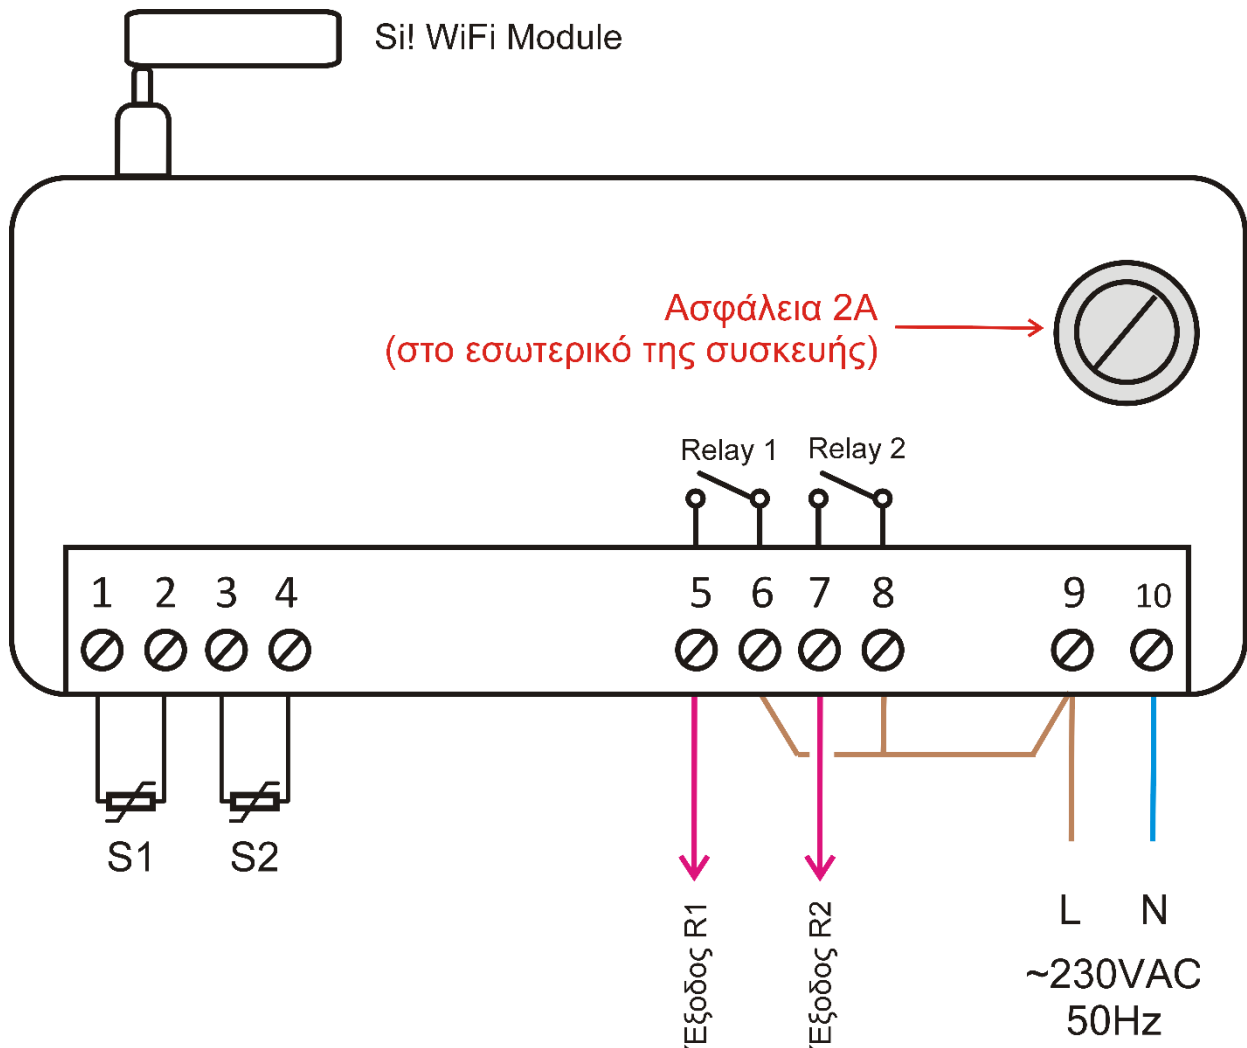 Si! WiFi Module
Ασφάλεια 2Α
(στο εσωτερικό της συσκευής)
Relay 1 Relay 2
1 2 3 4 5 6 7 8 9 10
S1 S2
Έξοδος R1
Έξοδος R2
L N
~230VAC
50Hz